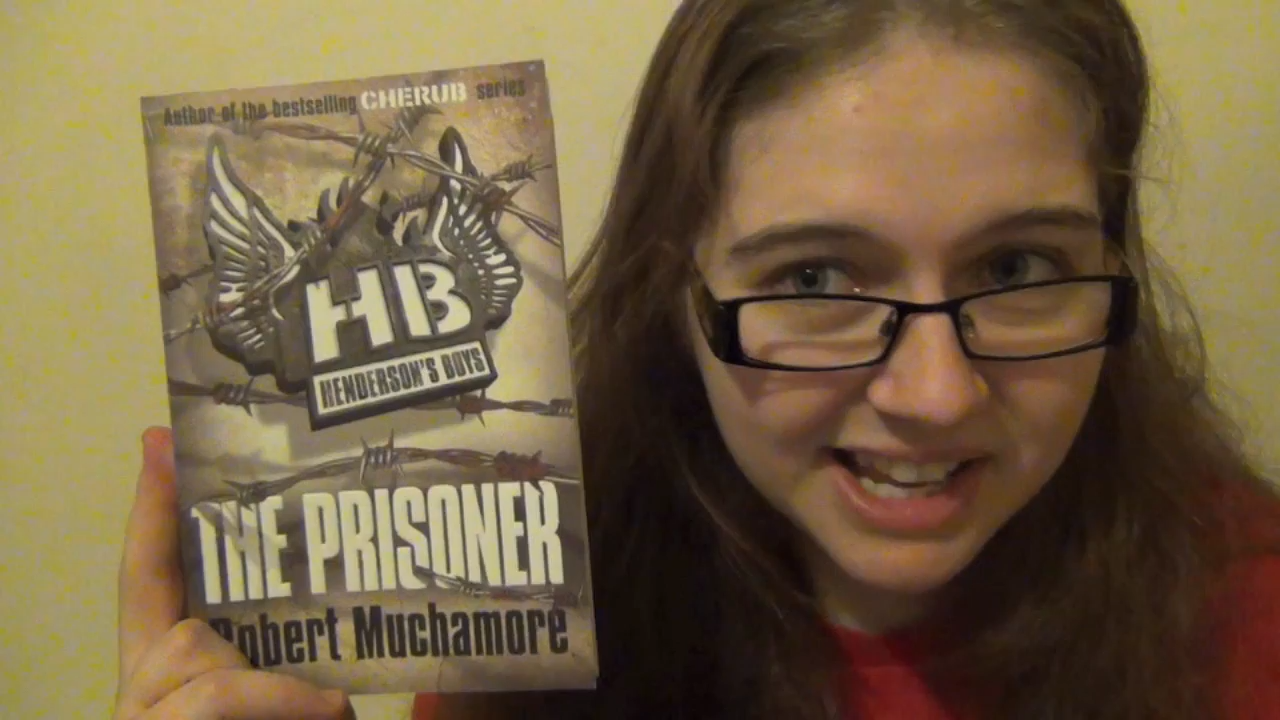 Author of the bestselling CHERUB series
HB
HENDERSON'S BOYS
THE PRISONER
Robert Muchamore